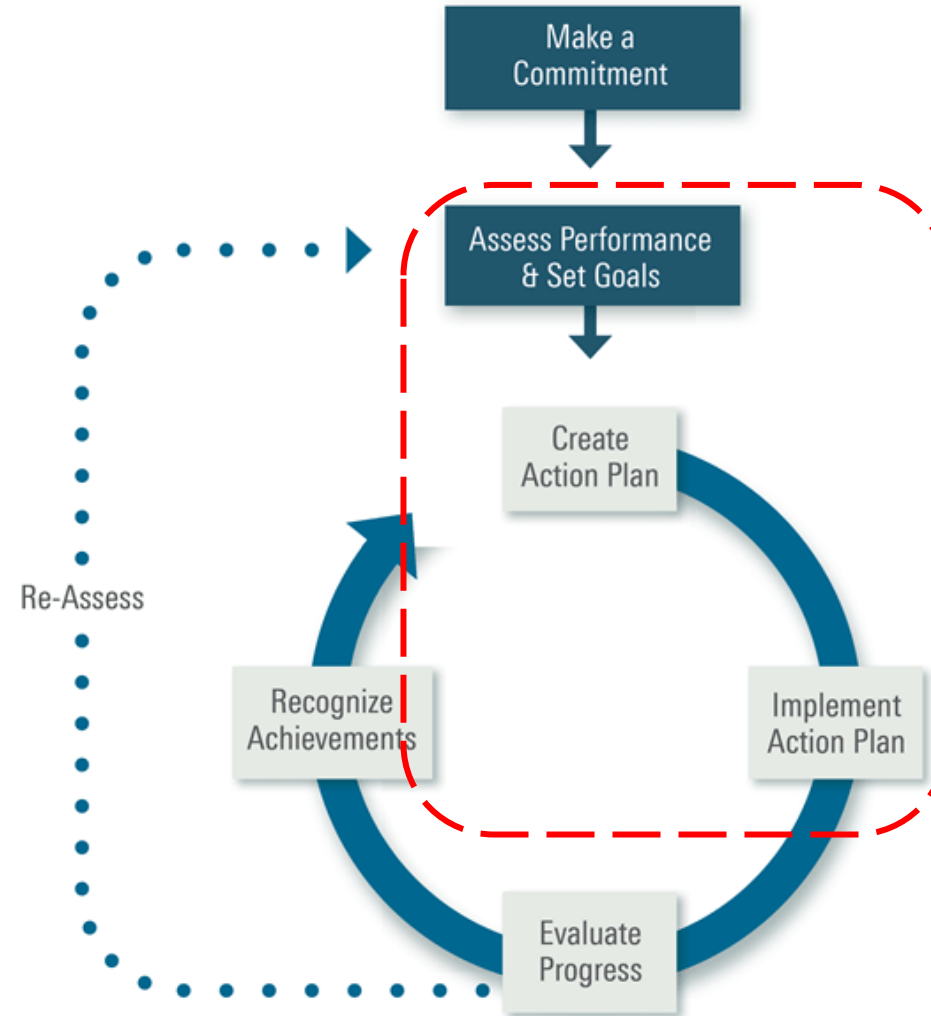 Make a
Commitment
Assess Performance
& Set Goals
Create
Action Plan
Re-Assess
Recognize
Achievements
Implement
Action Plan
Evaluate
Progress